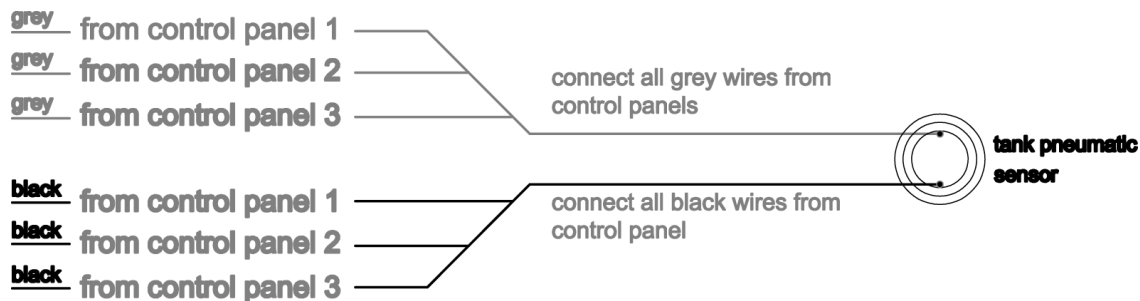 grey from control panel 1
grey from control panel 2
grey from control panel 3
connect all grey wires from
control panels
tank pneumatic
sensor
black from control panel 1
black from control panel 2
black from control panel 3
connect all black wires from
control panel